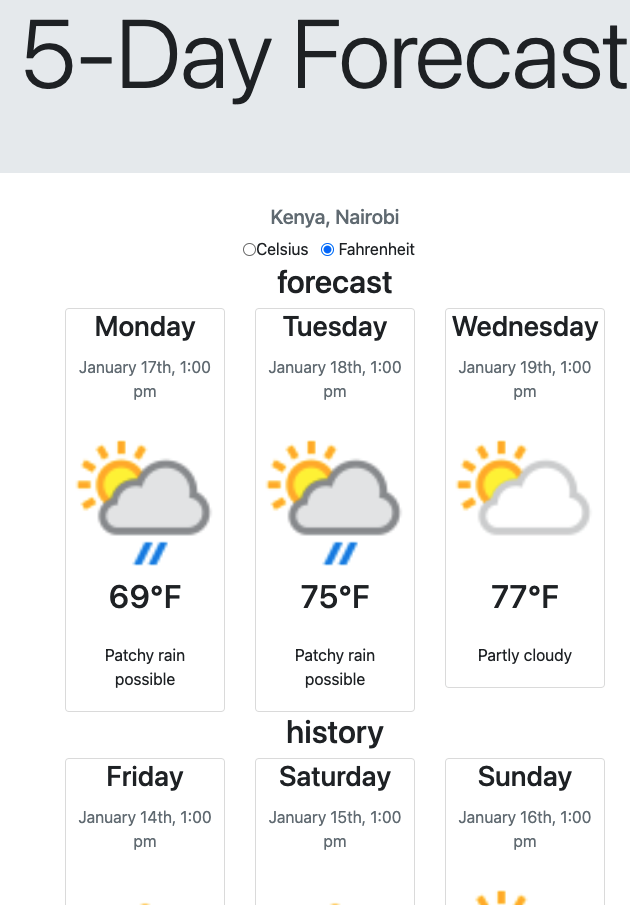 5-Day Forecast
Kenya, Nairobi
Celsius Fahrenheit
forecast
Monday Tuesday Wednesday
January 17th, 1:00 pm January 18th, 1:00 pm January 19th, 1:00 pm
69°F 75°F 77°F
Patchy rain possible Patchy rain possible Partly cloudy
history
Friday Saturday Sunday
January 14th, 1:00 pm January 15th, 1:00 pm January 16th, 1:00 pm